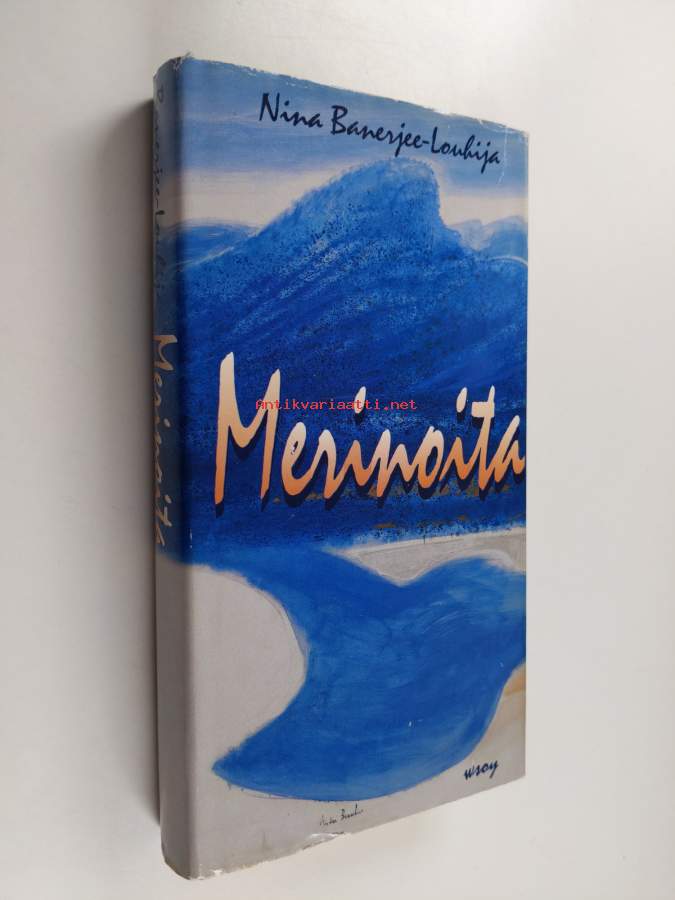 Nina Banerjee-Louhija
Merinoita
Antikvariaatti.net
wsoy
Banerjee-Louhija
Merinoita